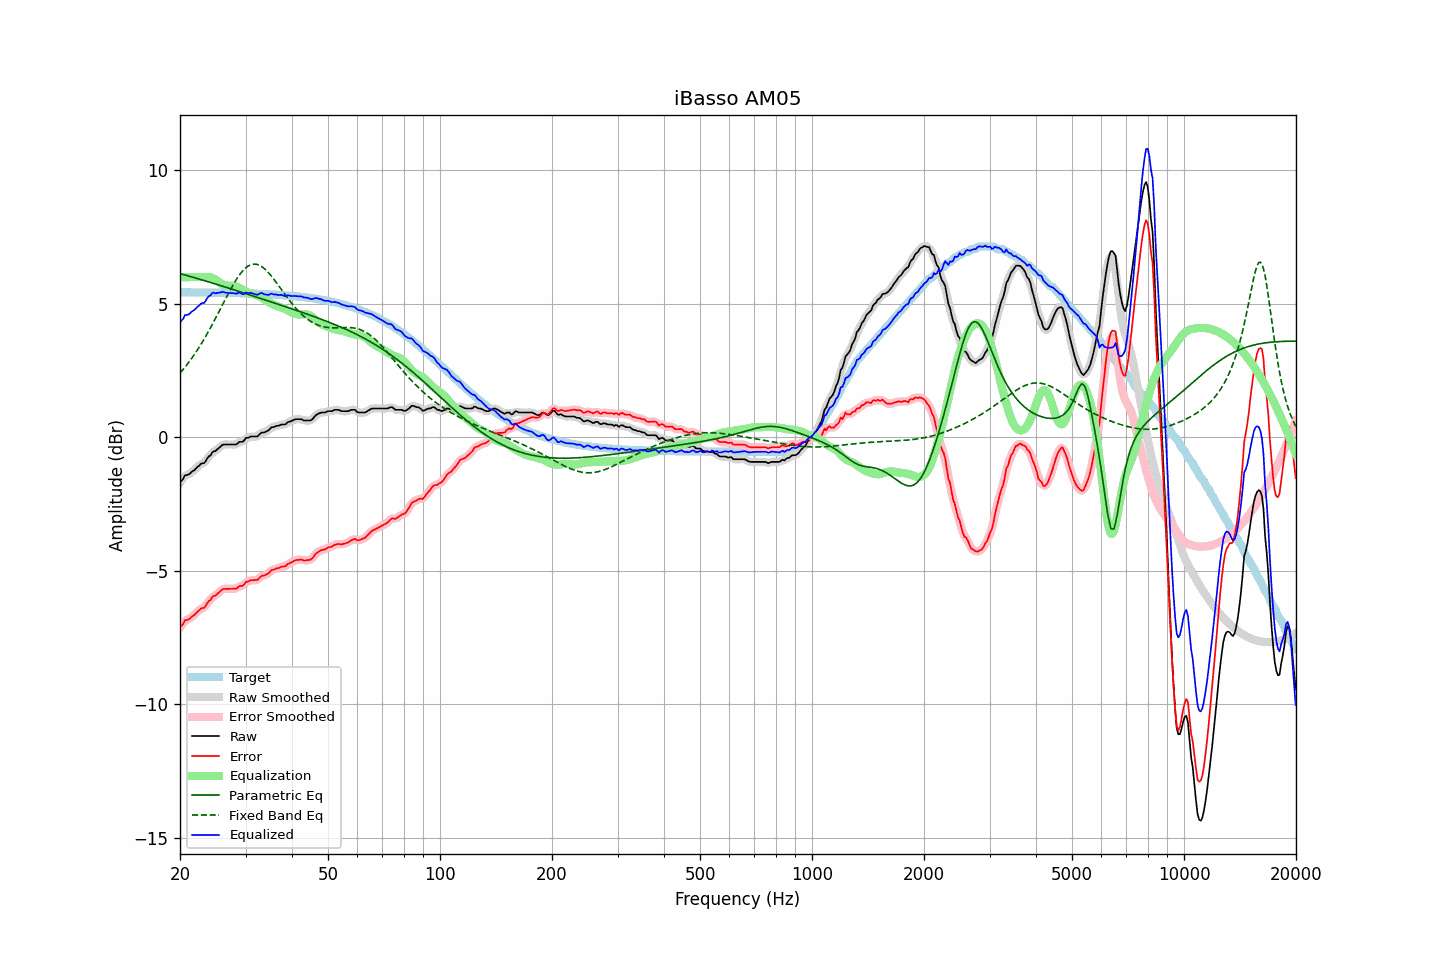 iBasso AM05
Amplitude (dBr)
10
5
0
−5
−10
−15
Target
Raw Smoothed
Error Smoothed
Raw
Error
Equalization
Parametric Eq
Fixed Band Eq
Equalized
20 50 100 200 500 1000 2000 5000 10000 20000
Frequency (Hz)